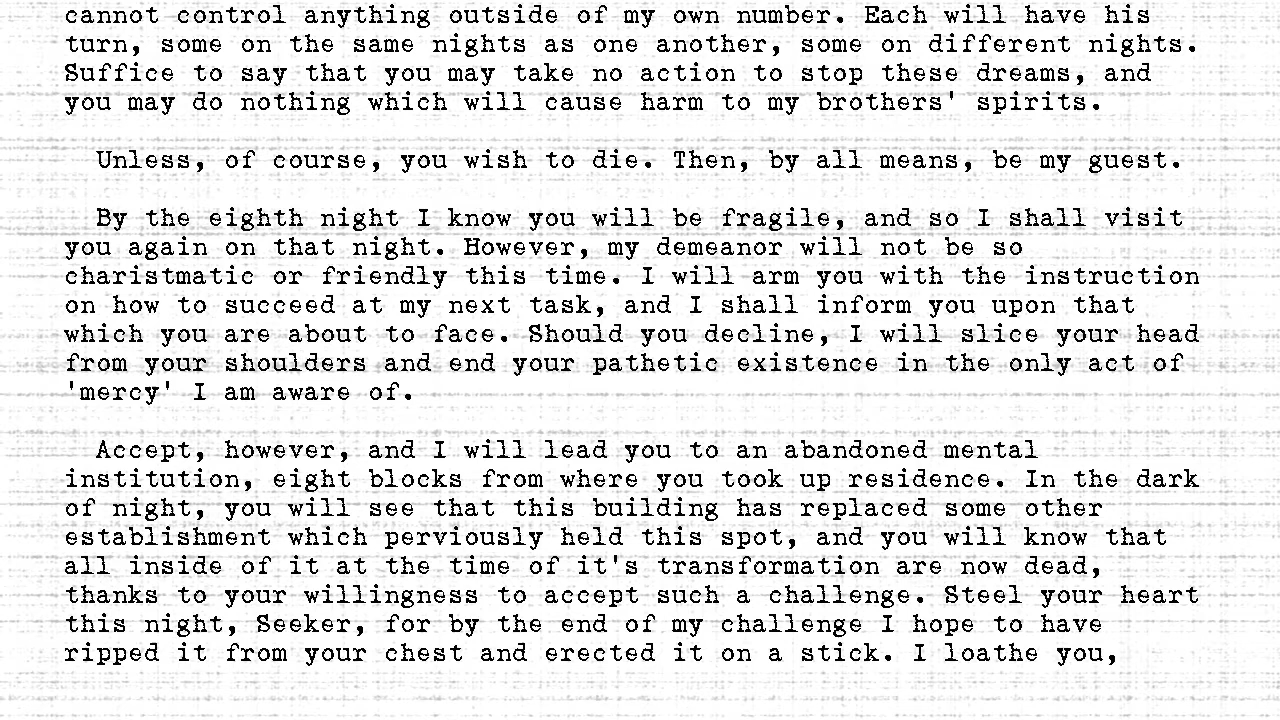 cannot control anything outside of my own number. Each will have his
turn, some on the same nights as one another, some on different nights.
Suffice to say that you may take no action to stop these dreams, and
you may do nothing which will cause harm to my brothers' spirits.
Unless, of course, you wish to die. Then, by all means, be my guest.
By the eighth night I know you will be fragile, and so I shall visit
you again on that night. However, my demeanor will not be so
charistmatic or friendly this time. I will arm you with the instruction
on how to succeed at my next task, and I shall inform you upon that
which you are about to face. Should you decline, I will slice your head
from your shoulders and end your pathetic existence in the only act of
'mercy' I am aware of.
Accept, however, and I will lead you to an abandoned mental
institution, eight blocks from where you took up residence. In the dark
of night, you will see that this building has replaced some other
establishment which perviously held this spot, and you will know that
all inside of it at the time of it's transformation are now dead,
thanks to your willingness to accept such a challenge. Steel your heart
this night, Seeker, for by the end of my challenge I hope to have
ripped it from your chest and erected it on a stick. I loathe you,